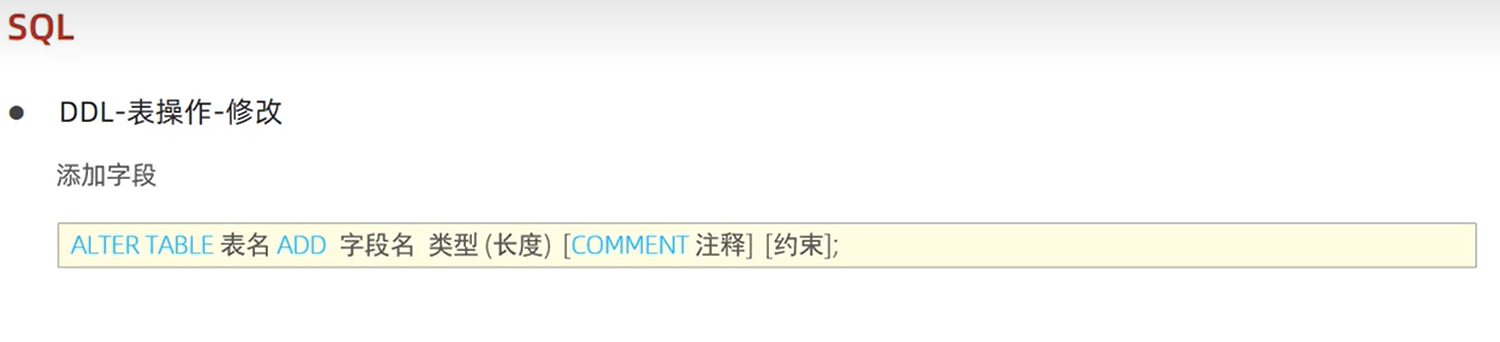 SQL
DDL-表操作-修改
添加字段
ALTER TABLE 表名 ADD 字段名 类型 (长度) [COMMENT 注释] [约束];